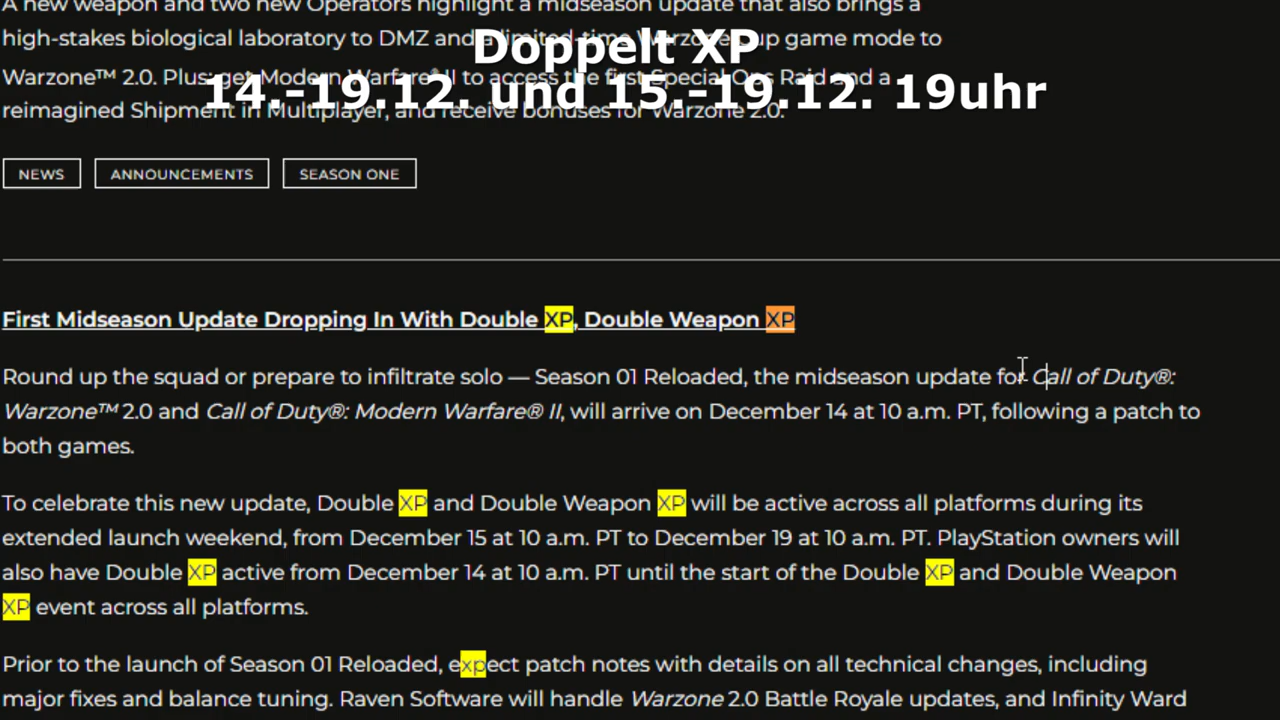 A new weapon and two new Operators highlight a midseason update that also brings a
high-stakes biological laboratory to DMZ and a limited-time Warzone Cup game mode to
Doppelt XP
Warzone™ 2.0. Plus: get Modern Warfare® II to access the first Special Ops Raid and a
14.-19.12. und 15.-19.12. 19uhr
reimagined Shipment in Multiplayer, and receive bonuses for Warzone 2.0.
NEWS ANNOUNCEMENTS SEASON ONE
First Midseason Update Dropping In With Double XP, Double Weapon XP
Round up the squad or prepare to infiltrate solo — Season 01 Reloaded, the midseason update for Call of Duty®:
Warzone™ 2.0 and Call of Duty®: Modern Warfare® II, will arrive on December 14 at 10 a.m. PT, following a patch to
both games.
To celebrate this new update, Double XP and Double Weapon XP will be active across all platforms during its
extended launch weekend, from December 15 at 10 a.m. PT to December 19 at 10 a.m. PT. PlayStation owners will
also have Double XP active from December 14 at 10 a.m. PT until the start of the Double XP and Double Weapon
XP event across all platforms.
Prior to the launch of Season 01 Reloaded, expect patch notes with details on all technical changes, including
major fixes and balance tuning. Raven Software will handle Warzone 2.0 Battle Royale updates, and Infinity Ward